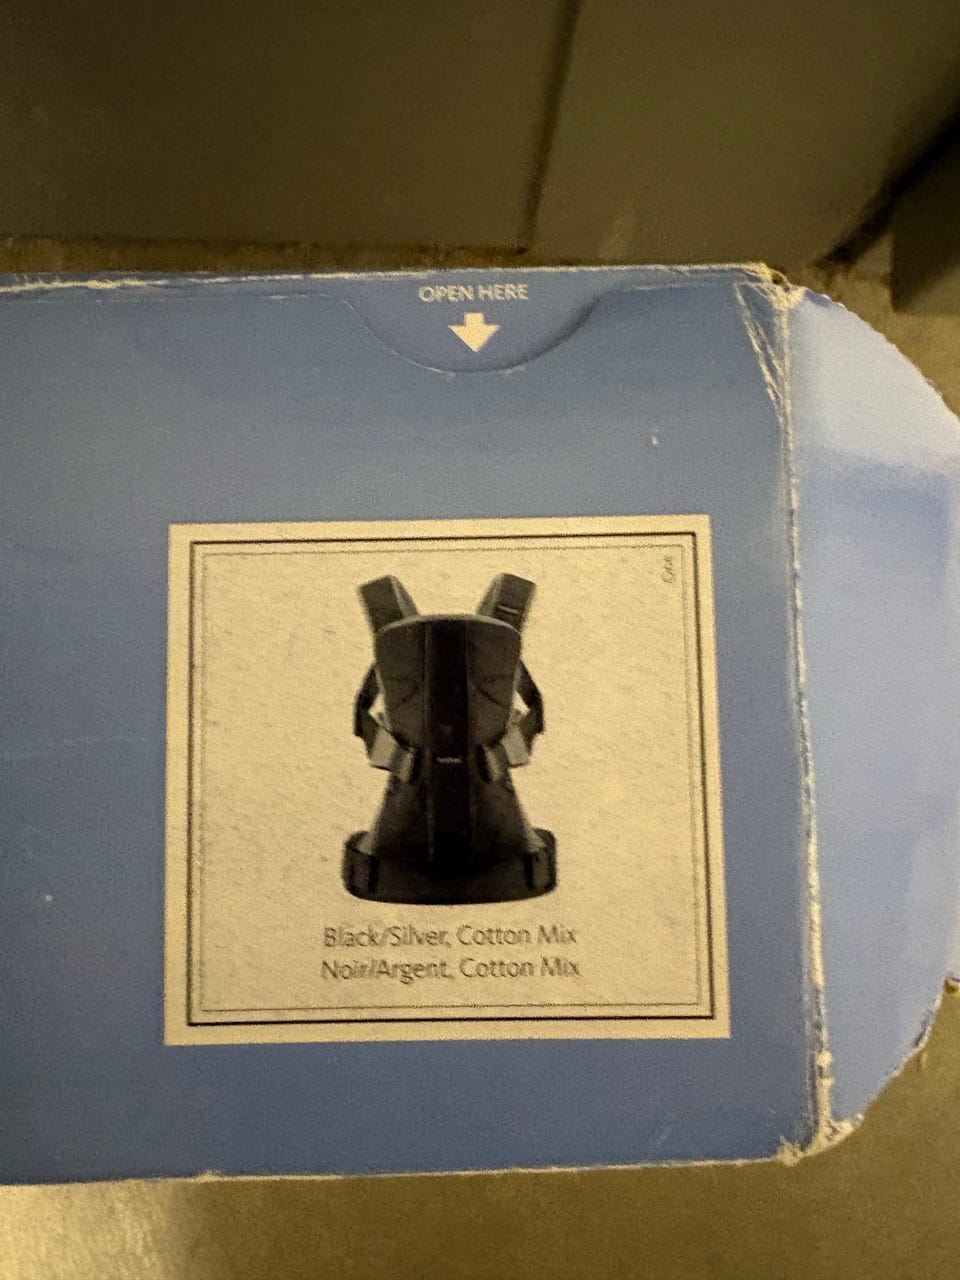 OPEN HERE
Black/Silver, Cotton Mix
Noir/Argent, Cotton Mix